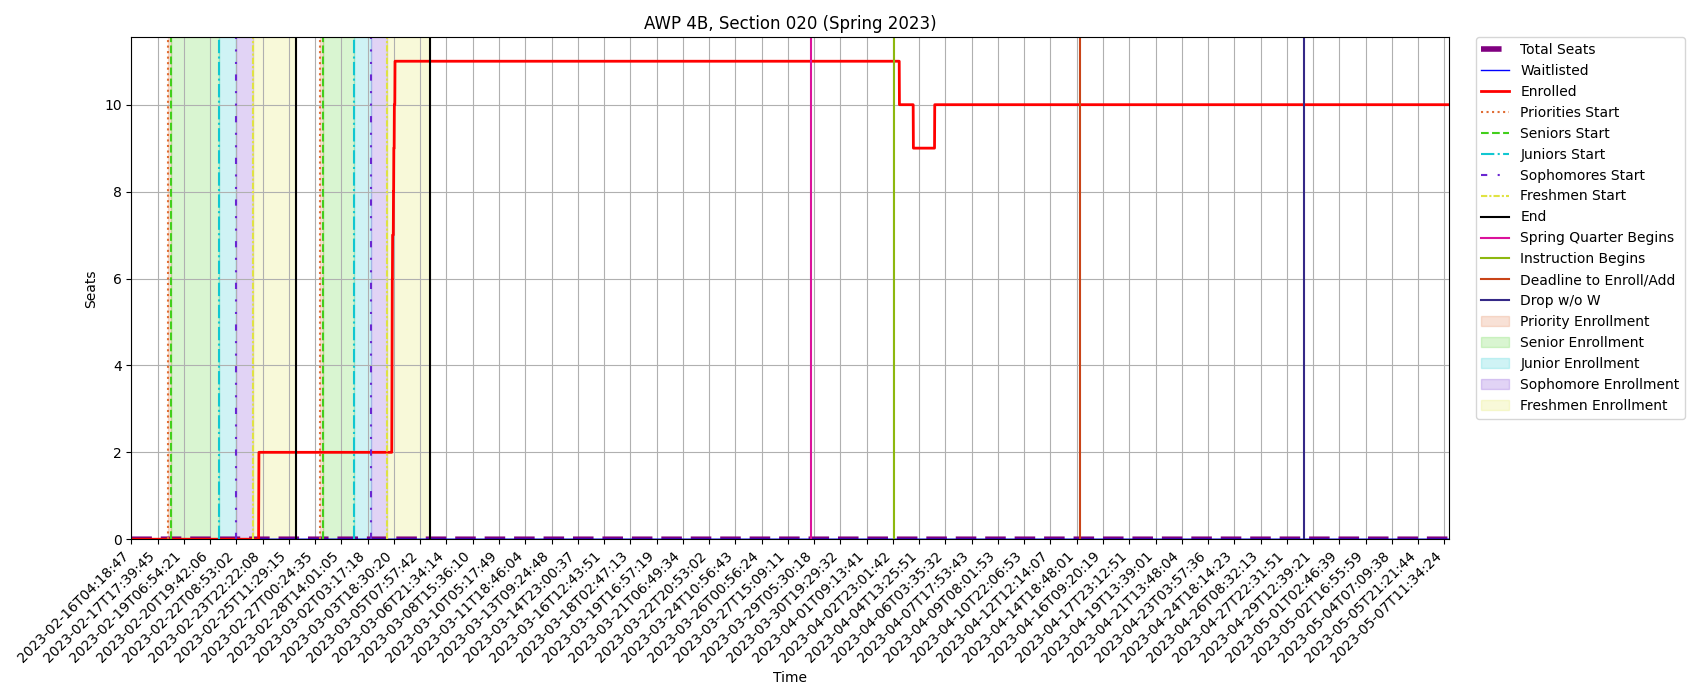 AWP 4B, Section 020 (Spring 2023)
Seats
10
8
6
4
2
0
2023-02-16T04:18:47
2023-02-17T17:39:45
2023-02-19T06:54:21
2023-02-20T19:42:06
2023-02-22T08:53:02
2023-02-23T22:22:08
2023-02-25T11:29:15
2023-02-27T00:24:35
2023-02-28T14:01:05
2023-03-02T03:17:18
2023-03-03T18:30:20
2023-03-05T07:57:42
2023-03-06T21:34:14
2023-03-08T15:36:10
2023-03-10T05:17:49
2023-03-11T18:46:04
2023-03-13T09:24:48
2023-03-14T23:00:37
2023-03-16T12:43:51
2023-03-18T02:47:13
2023-03-19T16:57:19
2023-03-21T06:49:34
2023-03-22T20:53:02
2023-03-24T10:56:43
2023-03-26T00:56:24
2023-03-27T15:09:11
2023-03-29T05:30:18
2023-03-30T19:29:32
2023-04-01T09:13:41
2023-04-02T23:01:42
2023-04-04T13:25:51
2023-04-06T03:35:32
2023-04-07T17:53:43
2023-04-09T08:01:53
2023-04-10T22:06:53
2023-04-12T12:14:07
2023-04-14T18:48:01
2023-04-16T09:20:19
2023-04-17T23:12:51
2023-04-19T13:39:01
2023-04-21T13:48:04
2023-04-23T03:57:36
2023-04-24T18:14:23
2023-04-26T08:32:13
2023-04-27T22:31:51
2023-04-29T12:39:21
2023-05-01T02:46:39
2023-05-02T16:55:59
2023-05-04T07:09:38
2023-05-05T21:21:44
2023-05-07T11:34:24
Time
Total Seats
Waitlisted
Enrolled
Priorities Start
Seniors Start
Juniors Start
Sophomores Start
Freshmen Start
End
Spring Quarter Begins
Instruction Begins
Deadline to Enroll/Add
Drop w/o W
Priority Enrollment
Senior Enrollment
Junior Enrollment
Sophomore Enrollment
Freshmen Enrollment